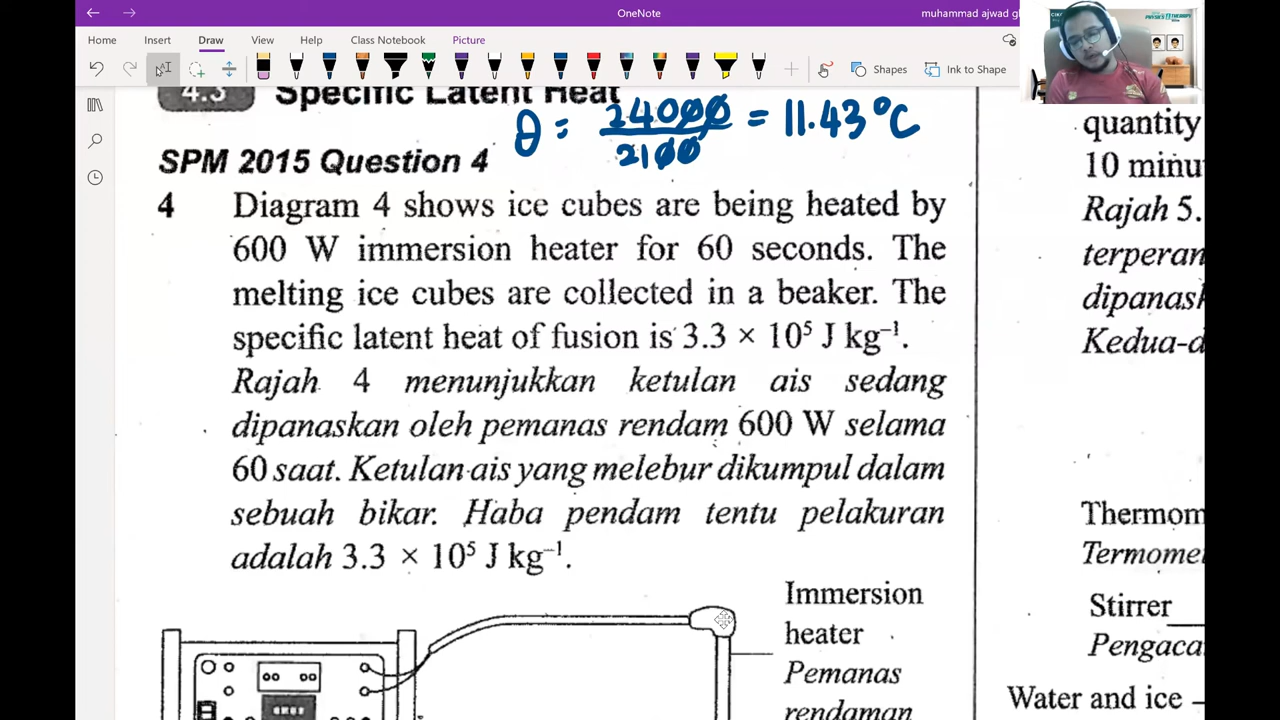 OneNote
muhammad ajwad gh
Home Insert Draw View Help Class Notebook Picture
Shapes Ink to Shape
4.3 Specific Latent Heat
θ = 24000 / 2100 = 11.43 °C
SPM 2015 Question 4
4 Diagram 4 shows ice cubes are being heated by
600 W immersion heater for 60 seconds. The
melting ice cubes are collected in a beaker. The
specific latent heat of fusion is 3.3 × 10⁵ J kg⁻¹.
Rajah 4 menunjukkan ketulan ais sedang
dipanaskan oleh pemanas rendam 600 W selama
60 saat. Ketulan ais yang melebur dikumpul dalam
sebuah bikar. Haba pendam tentu pelakuran
adalah 3.3 × 10⁵ J kg⁻¹.
Immersion
heater
Pemanas
rendaman
quantity
10 minu
Rajah 5.
terperan
dipanask
Kedua-d
Thermom
Termome
Stirrer
Pengaca
Water and ice